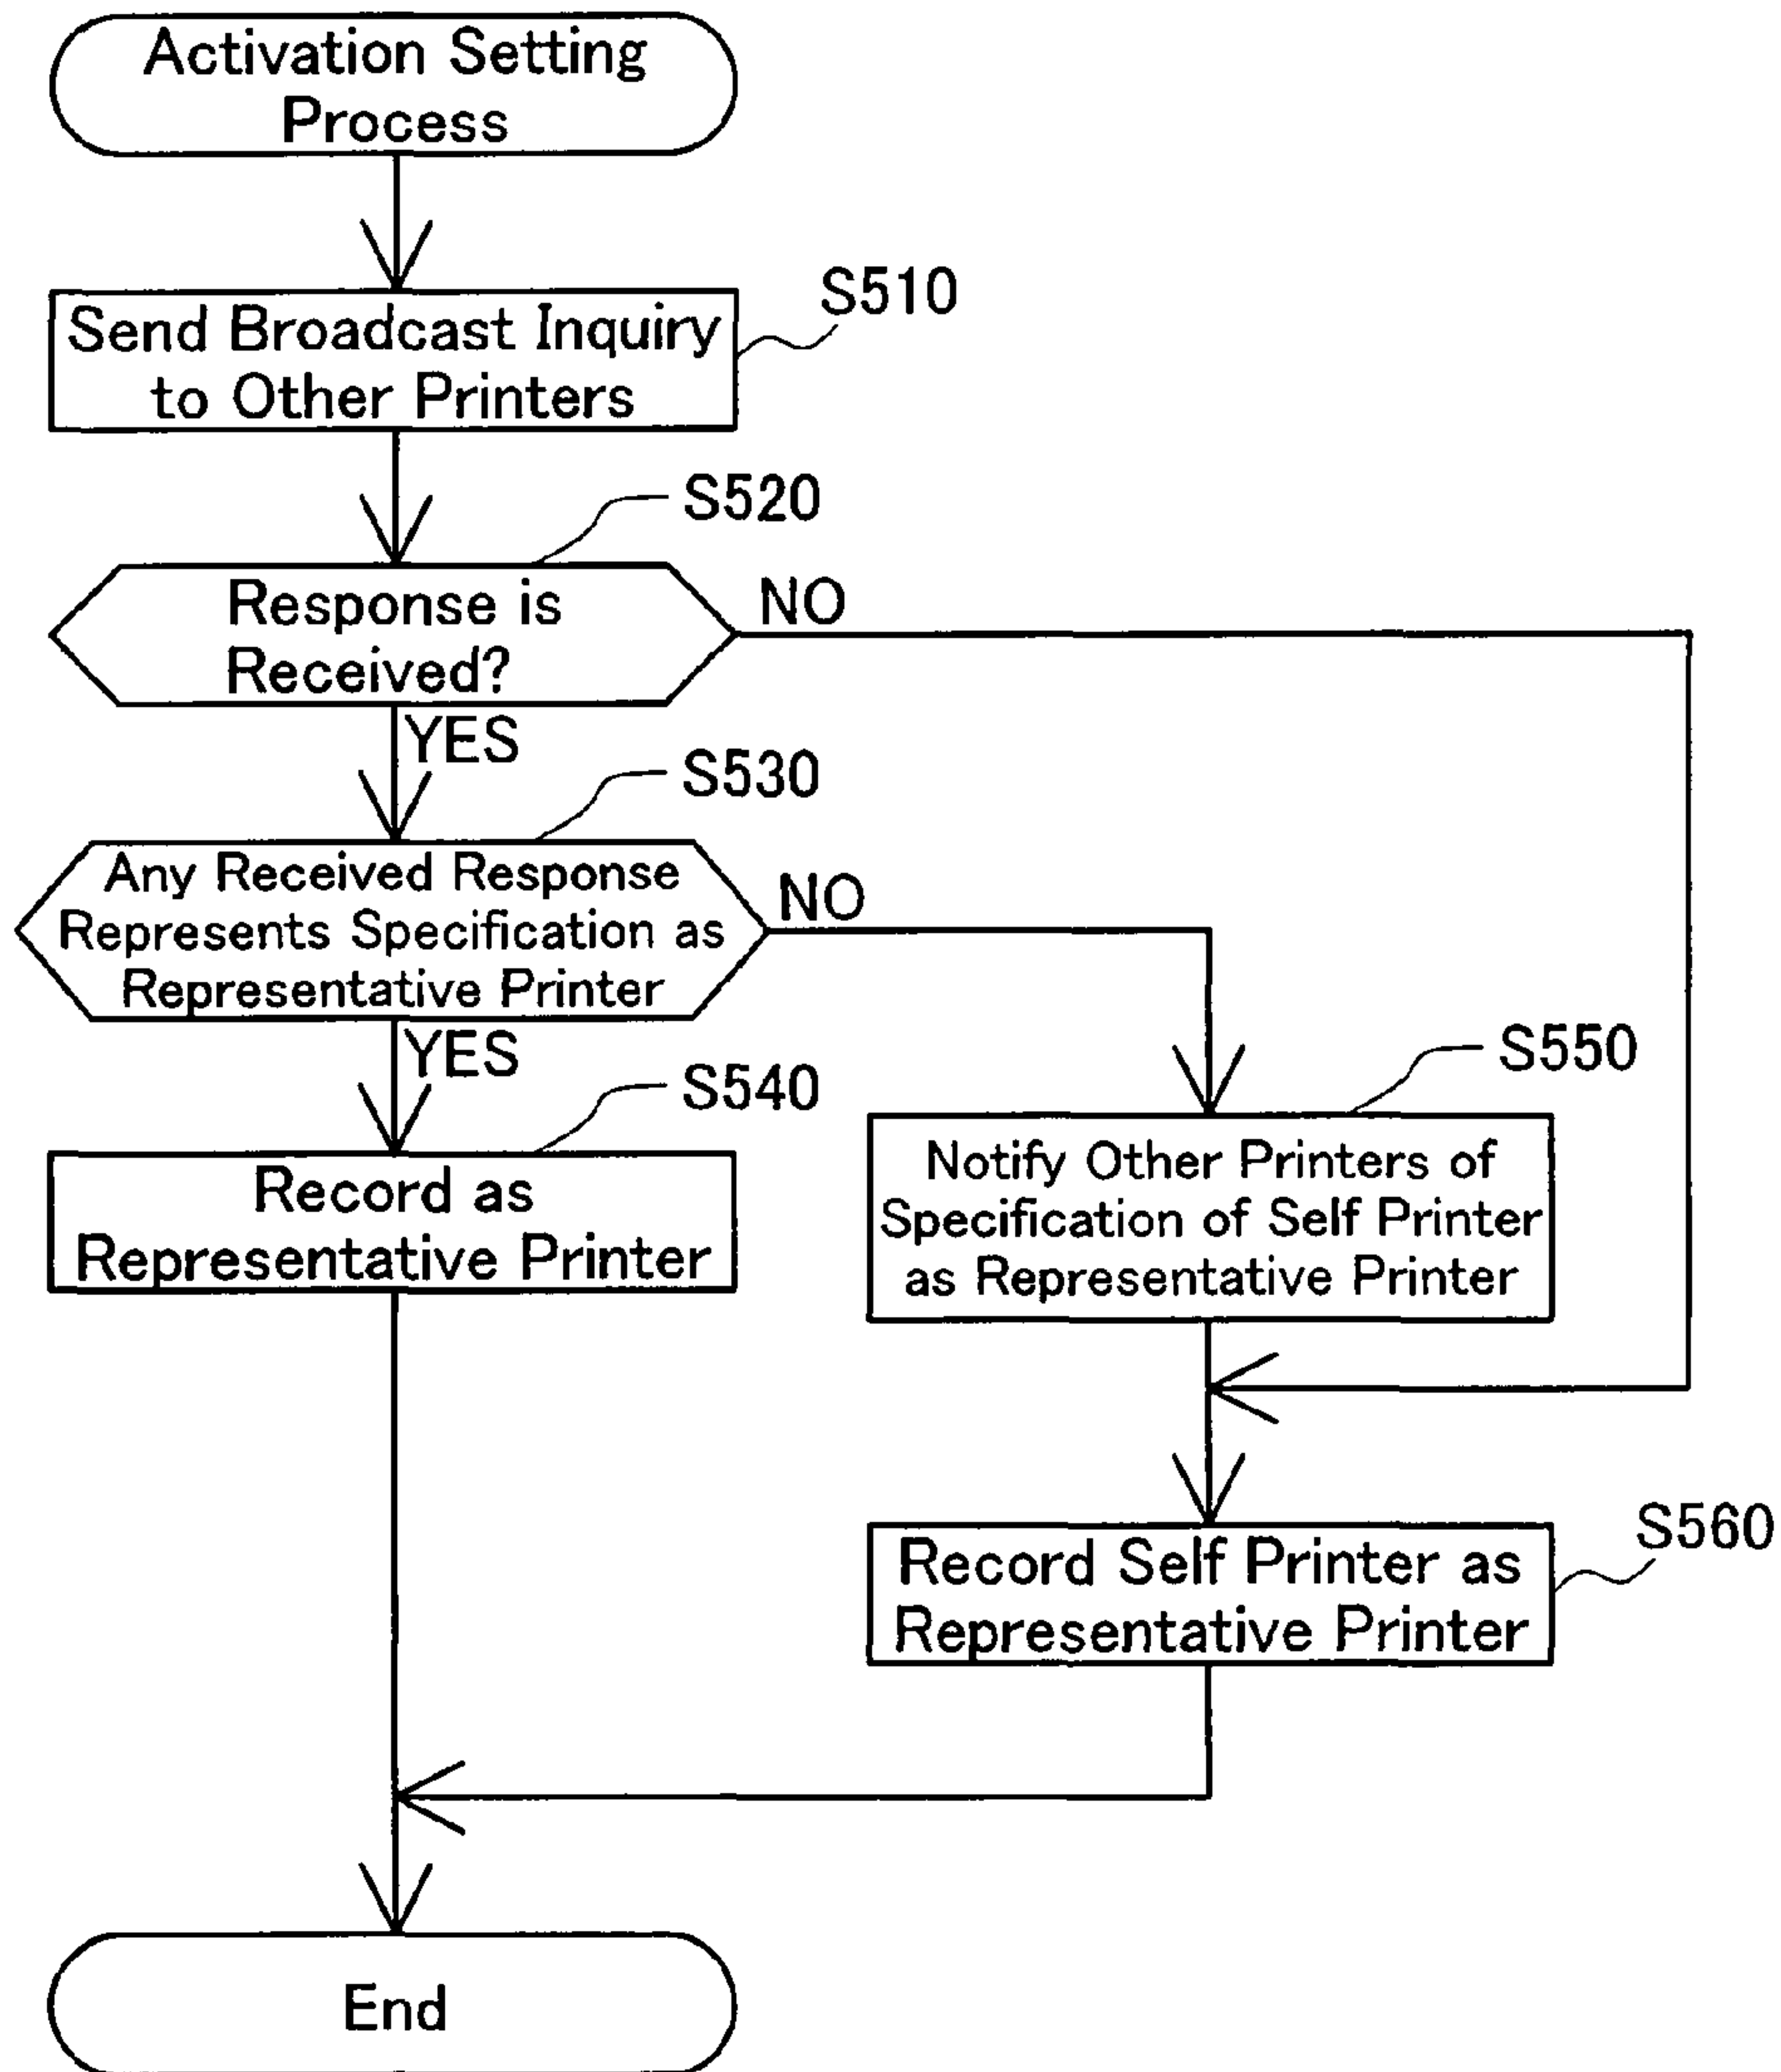 Activation Setting
Process
S510
Send Broadcast Inquiry
to Other Printers
S520
Response is
Received?
NO
YES
S530
Any Received Response
Represents Specification as
Representative Printer
NO
YES
S540
Record as
Representative Printer
S550
Notify Other Printers of
Specification of Self Printer
as Representative Printer
S560
Record Self Printer as
Representative Printer
End